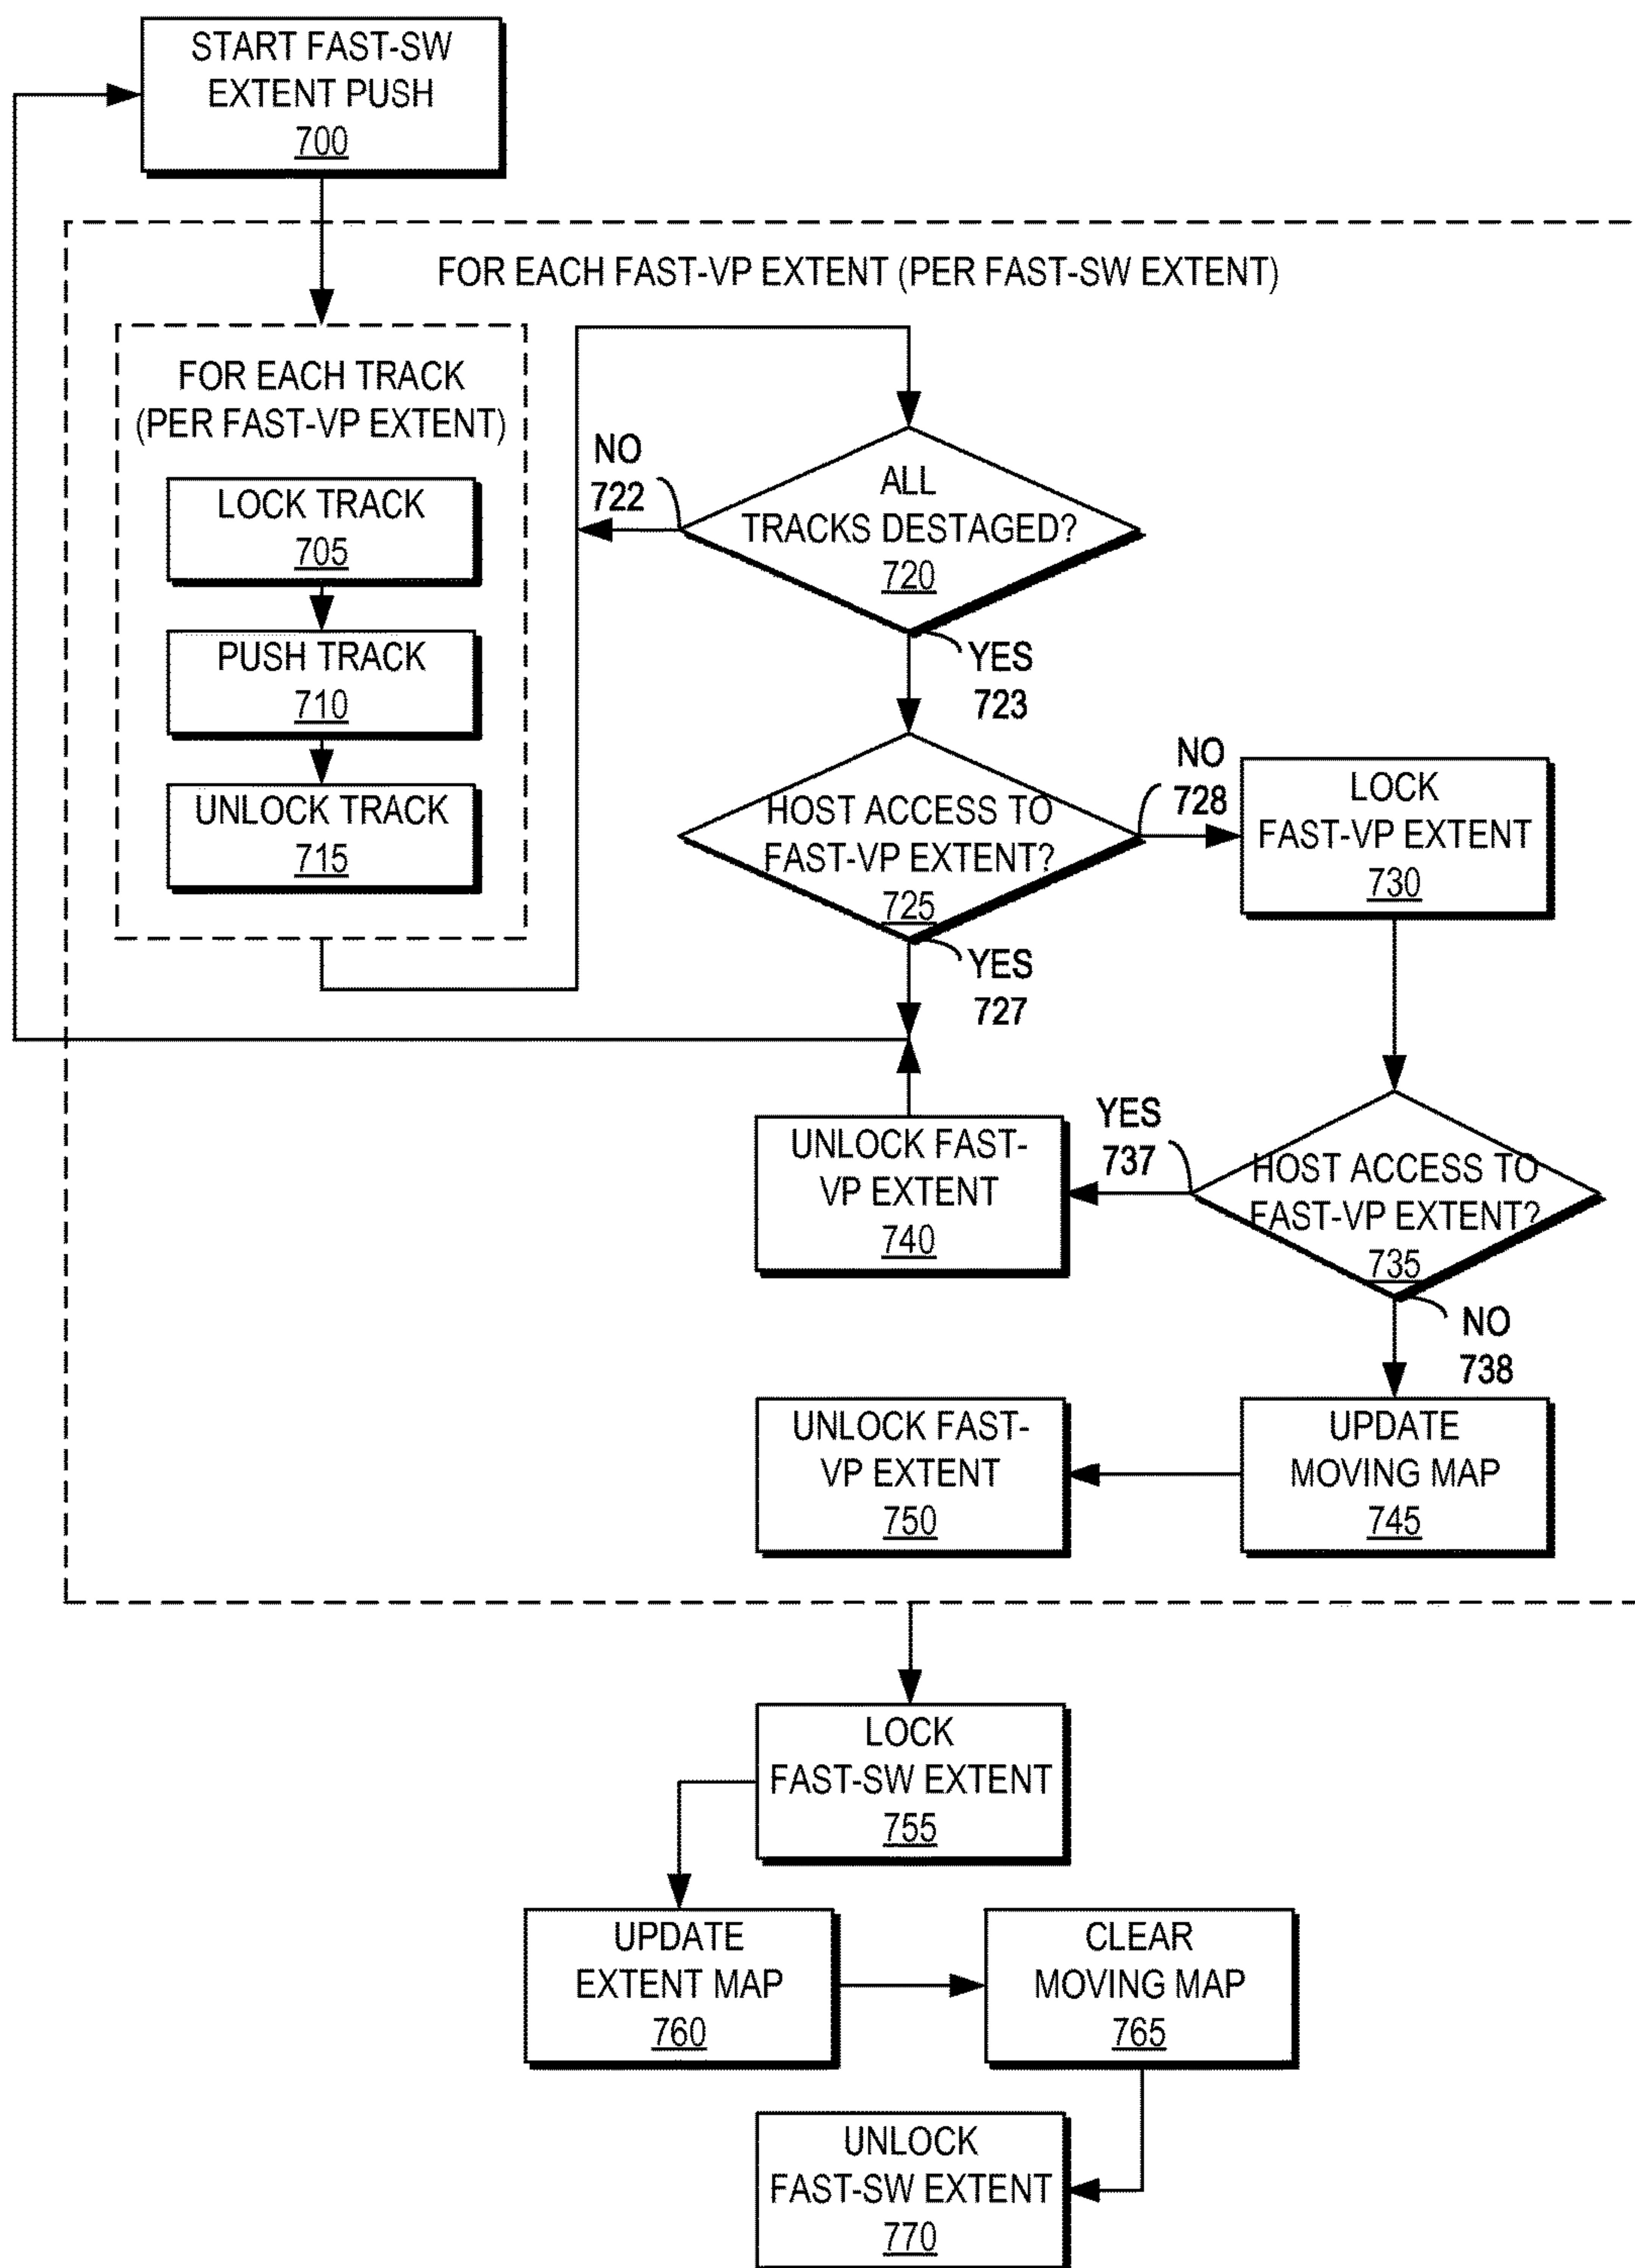 START FAST-SW
EXTENT PUSH
700
FOR EACH FAST-VP EXTENT (PER FAST-SW EXTENT)
FOR EACH TRACK
(PER FAST-VP EXTENT)
LOCK TRACK
705
PUSH TRACK
710
UNLOCK TRACK
715
NO
722
ALL
TRACKS DESTAGED?
720
YES
723
HOST ACCESS TO
FAST-VP EXTENT?
725
NO
728
YES
727
LOCK
FAST-VP EXTENT
730
HOST ACCESS TO
FAST-VP EXTENT?
735
YES
737
UNLOCK FAST-
VP EXTENT
740
NO
738
UPDATE
MOVING MAP
745
UNLOCK FAST-
VP EXTENT
750
LOCK
FAST-SW EXTENT
755
UPDATE
EXTENT MAP
760
CLEAR
MOVING MAP
765
UNLOCK
FAST-SW EXTENT
770